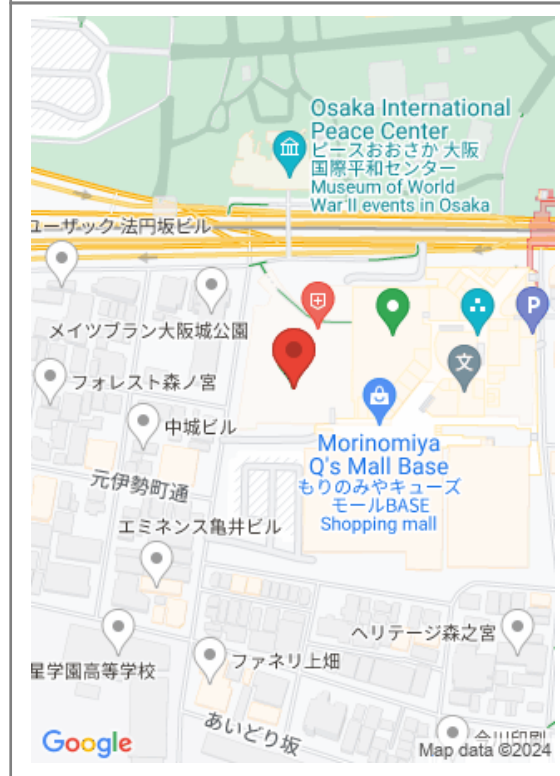 Osaka International
Peace Center
ピースおおさか 大阪
国際平和センター
Museum of World
War II events in Osaka
ユーザック 法円坂ビル
メイツブラン大阪城公園
P
文
フォレスト森ノ宮
中城ビル
Morinomiya
Q's Mall Base
もりのみやキューズ
モールBASE
Shopping mall
元伊勢町通
エミネンス亀井ビル
ヘリテージ森之宮
星学園高等学校
ファネリ上畑
あいどり坂
Google
Map data ©2024